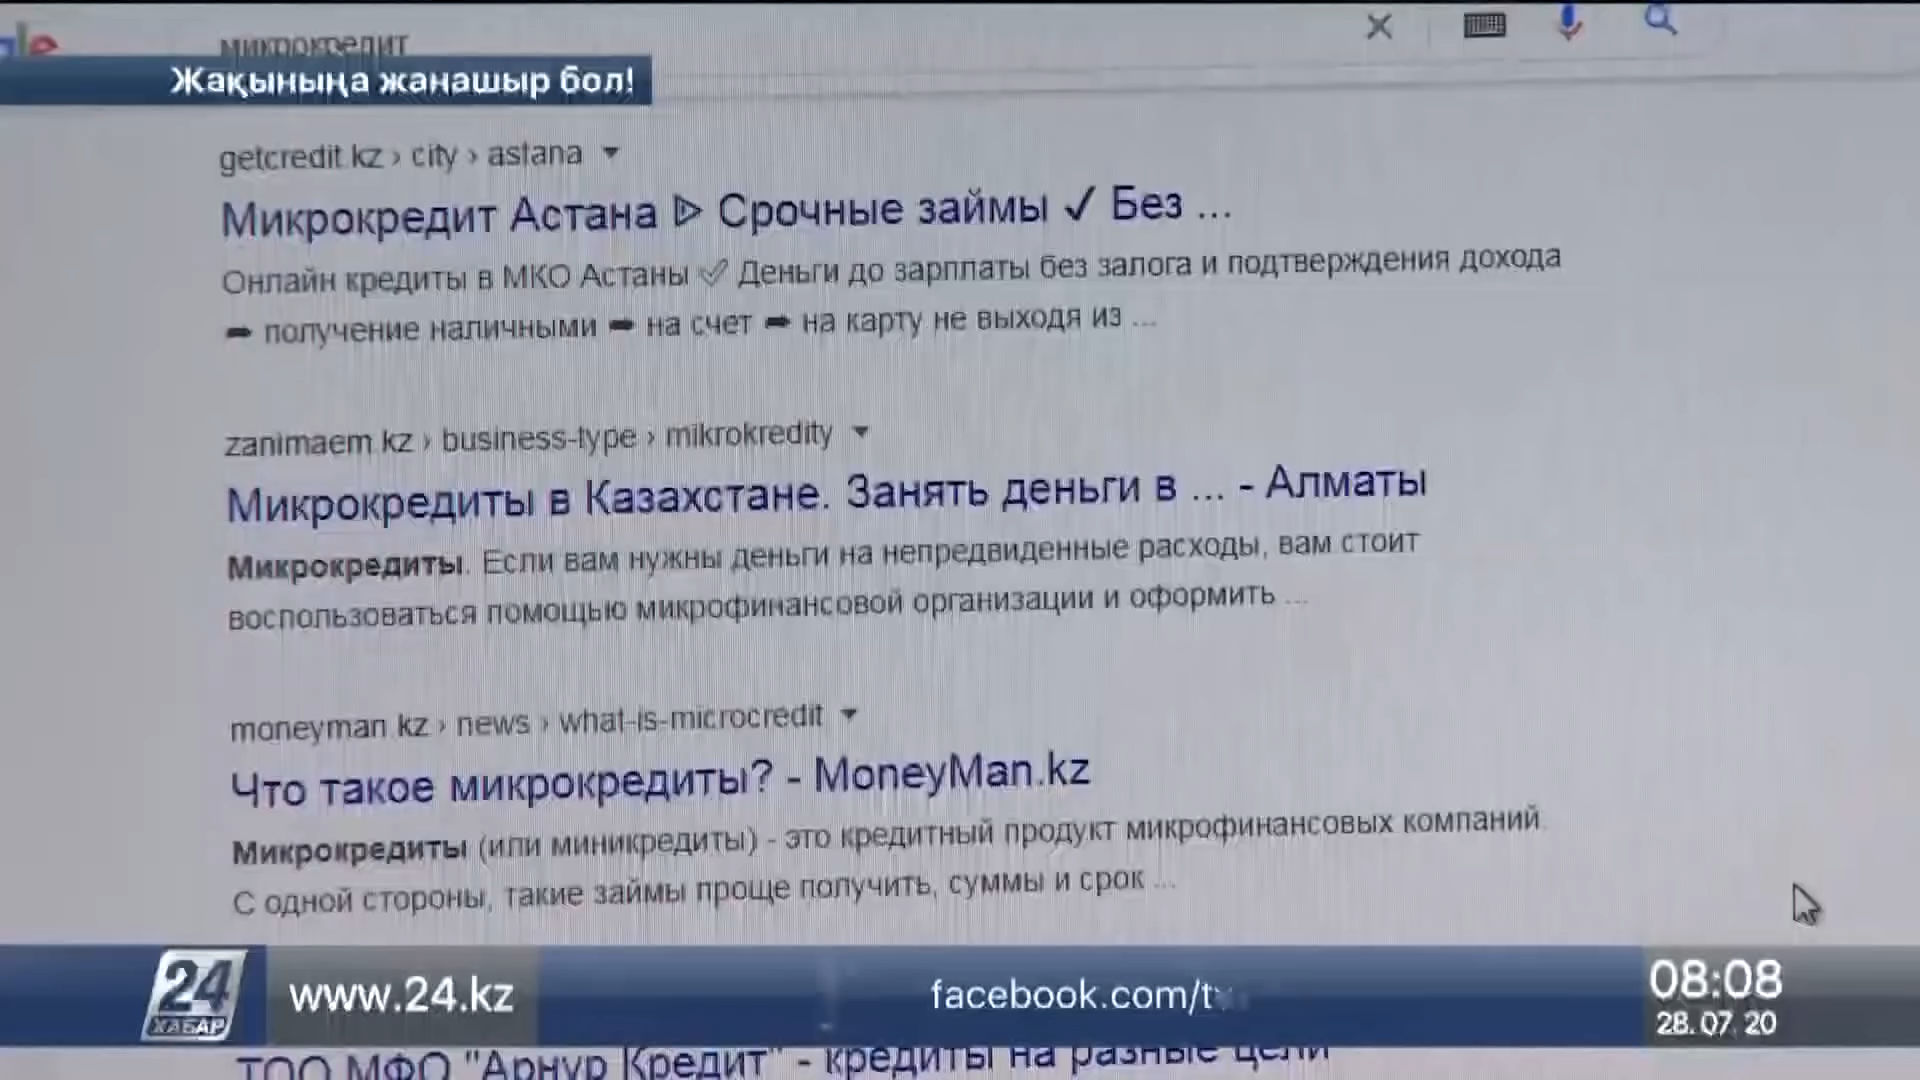 микрокредит
Жақыныңа жанашыр бол!
getcredit.kz › city › astana
Микрокредит Астана ▷ Срочные займы ✓ Без ...
Онлайн кредиты в МКО Астаны ✅ Деньги до зарплаты без залога и подтверждения дохода
➡ получение наличными ➡ на счет ➡ на карту не выходя из ...
zanimaem.kz › business-type › mikrokredity
Микрокредиты в Казахстане. Занять деньги в ... - Алматы
Микрокредиты. Если вам нужны деньги на непредвиденные расходы, вам стоит
воспользоваться помощью микрофинансовой организации и оформить ...
moneyman.kz › news › what-is-microcredit
Что такое микрокредиты? - MoneyMan.kz
Микрокредиты (или миникредиты) - это кредитный продукт микрофинансовых компаний.
С одной стороны, такие займы проще получить, суммы и срок ...
24 ХАБАР
www.24.kz
facebook.com/t
08:08
28.07.20
ТОО МФО "Арнур Кредит" - кредиты на разные цели